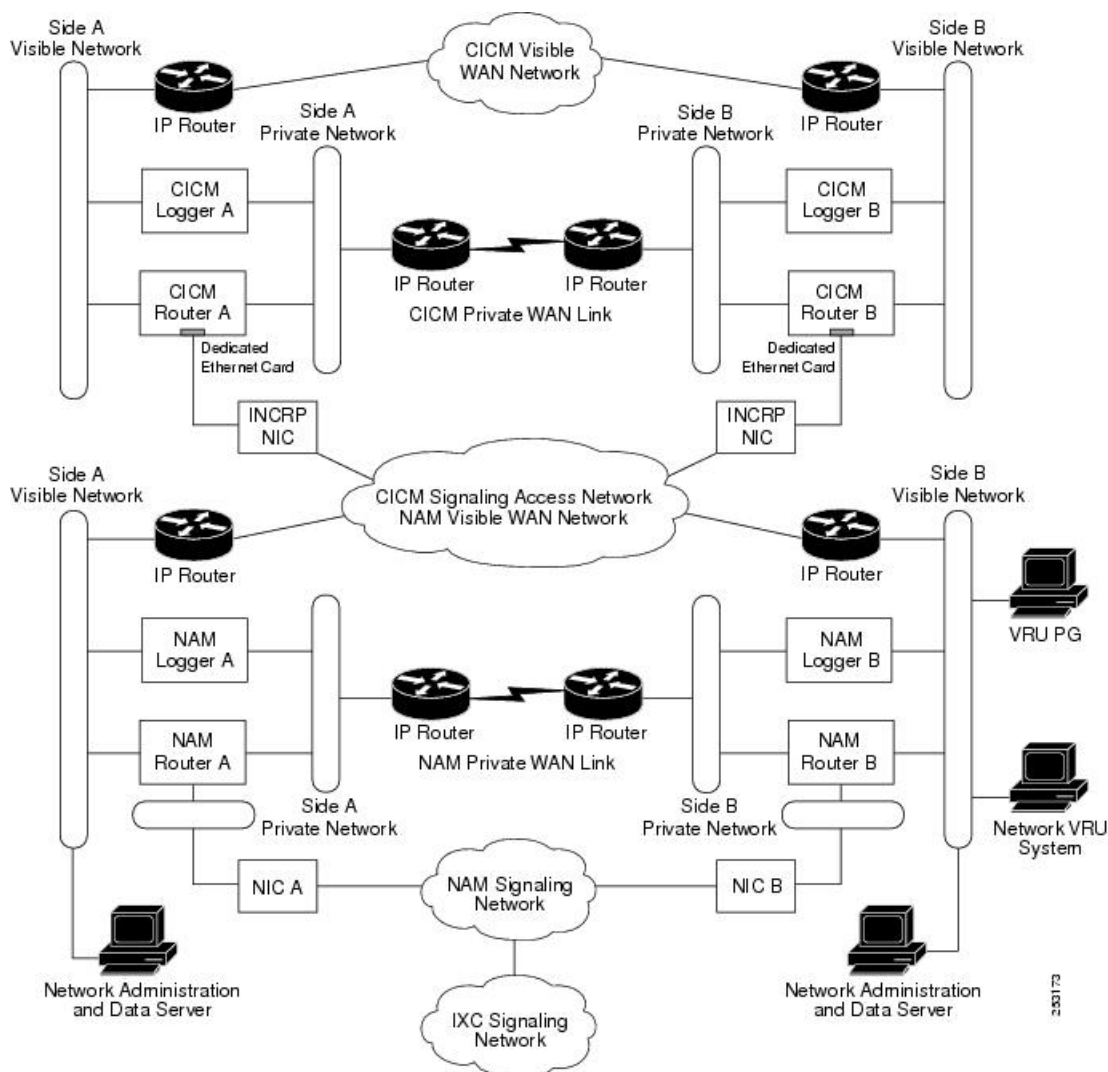 Side A
Visible Network
CICM Visible
WAN Network
Side B
Visible Network
IP Router
Side A
Private Network
Side B
Private Network
IP Router
CICM
Logger A
CICM
Logger B
IP Router
IP Router
CICM Private WAN Link
CICM
Router A
CICM
Router B
Dedicated
Ethernet Card
Dedicated
Ethernet Card
INCRP
NIC
INCRP
NIC
Side A
Visible Network
CICM Signaling Access Network
NAM Visible WAN Network
Side B
Visible Network
IP Router
IP Router
VRU PG
NAM
Logger A
NAM
Logger B
IP Router
IP Router
NAM Private WAN Link
NAM
Router A
NAM
Router B
Side A
Private Network
Side B
Private Network
Network VRU
System
NIC A
NAM Signaling
Network
NIC B
Network Administration
and Data Server
IXC Signaling
Network
Network Administration
and Data Server
253173